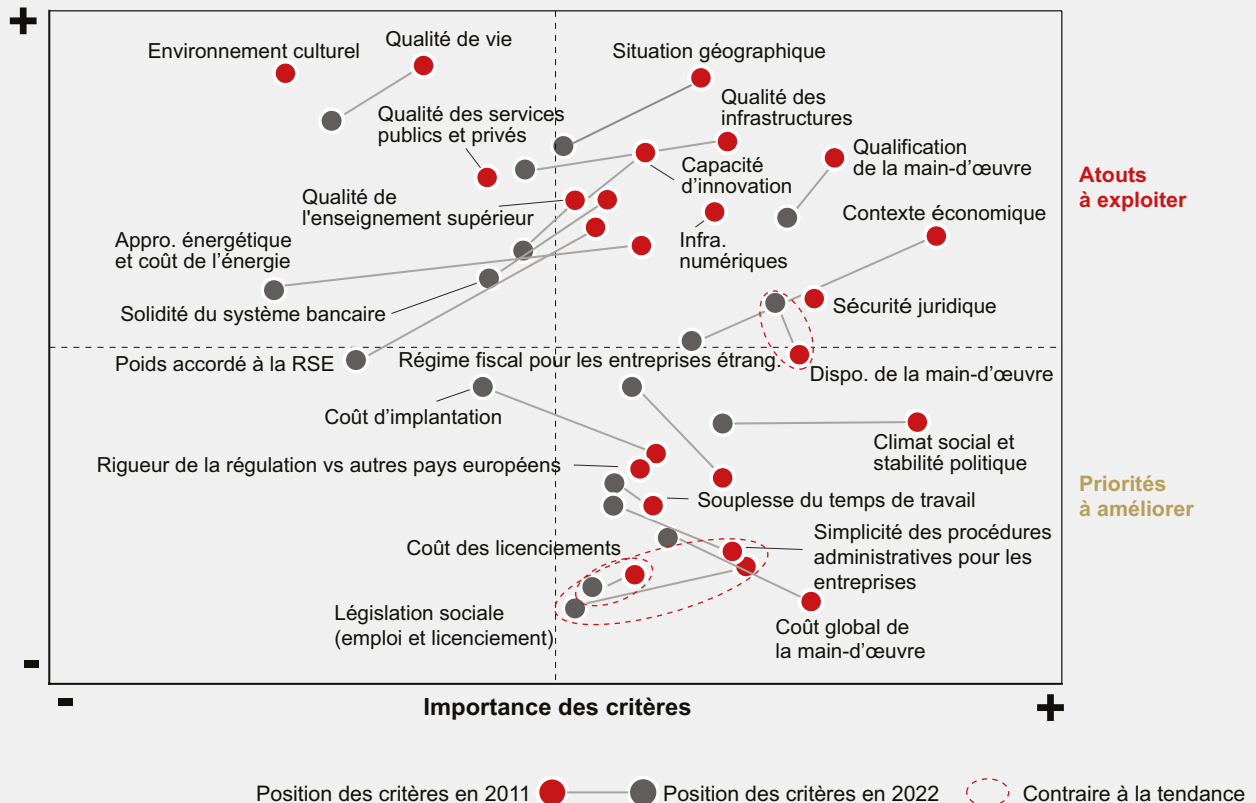 +
Environnement culturel
Qualité de vie
Situation géographique
Qualité des services
publics et privés
Qualité des
infrastructures
Capacité
d’innovation
Qualification
de la main-d’œuvre
Atouts
à exploiter
Qualité de
l'enseignement supérieur
Contexte économique
Appro. énergétique
et coût de l’énergie
Infra.
numériques
Solidité du système bancaire
Sécurité juridique
Poids accordé à la RSE
Régime fiscal pour les entreprises étrang.
Dispo. de la main-d’œuvre
Coût d’implantation
Climat social et
stabilité politique
Rigueur de la régulation vs autres pays européens
Souplesse du temps de travail
Priorités
à améliorer
Coût des licenciements
Simplicité des procédures
administratives pour les
entreprises
Législation sociale
(emploi et licenciement)
Coût global de
la main-d’œuvre
-
-
Importance des critères
+
Position des critères en 2011
Position des critères en 2022
Contraire à la tendance